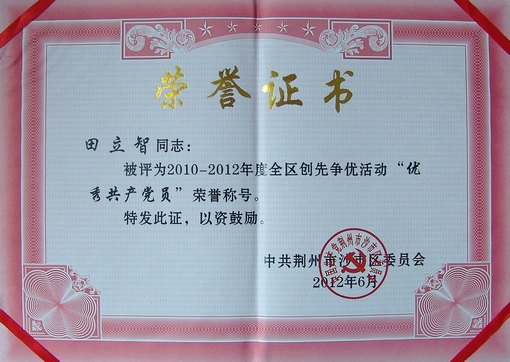 荣誉证书
田立智同志：
被评为2010-2012年度全区创先争优活动“优
秀共产党员”荣誉称号。
特发此证，以资鼓励。
中共荆州市沙市区委员会
2012年6月